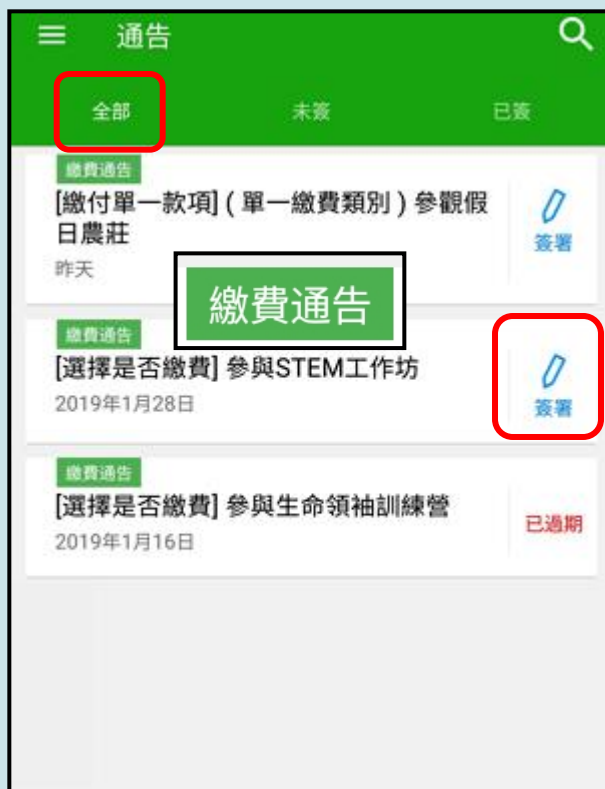 通告
全部
未簽
已簽
繳費通告
[繳付單一款項] ( 單一繳費類別 ) 參觀假
日農莊
昨天
簽署
繳費通告
繳費通告
[選擇是否繳費] 參與STEM工作坊
2019年1月28日
簽署
繳費通告
[選擇是否繳費] 參與生命領袖訓練營
2019年1月16日
已過期